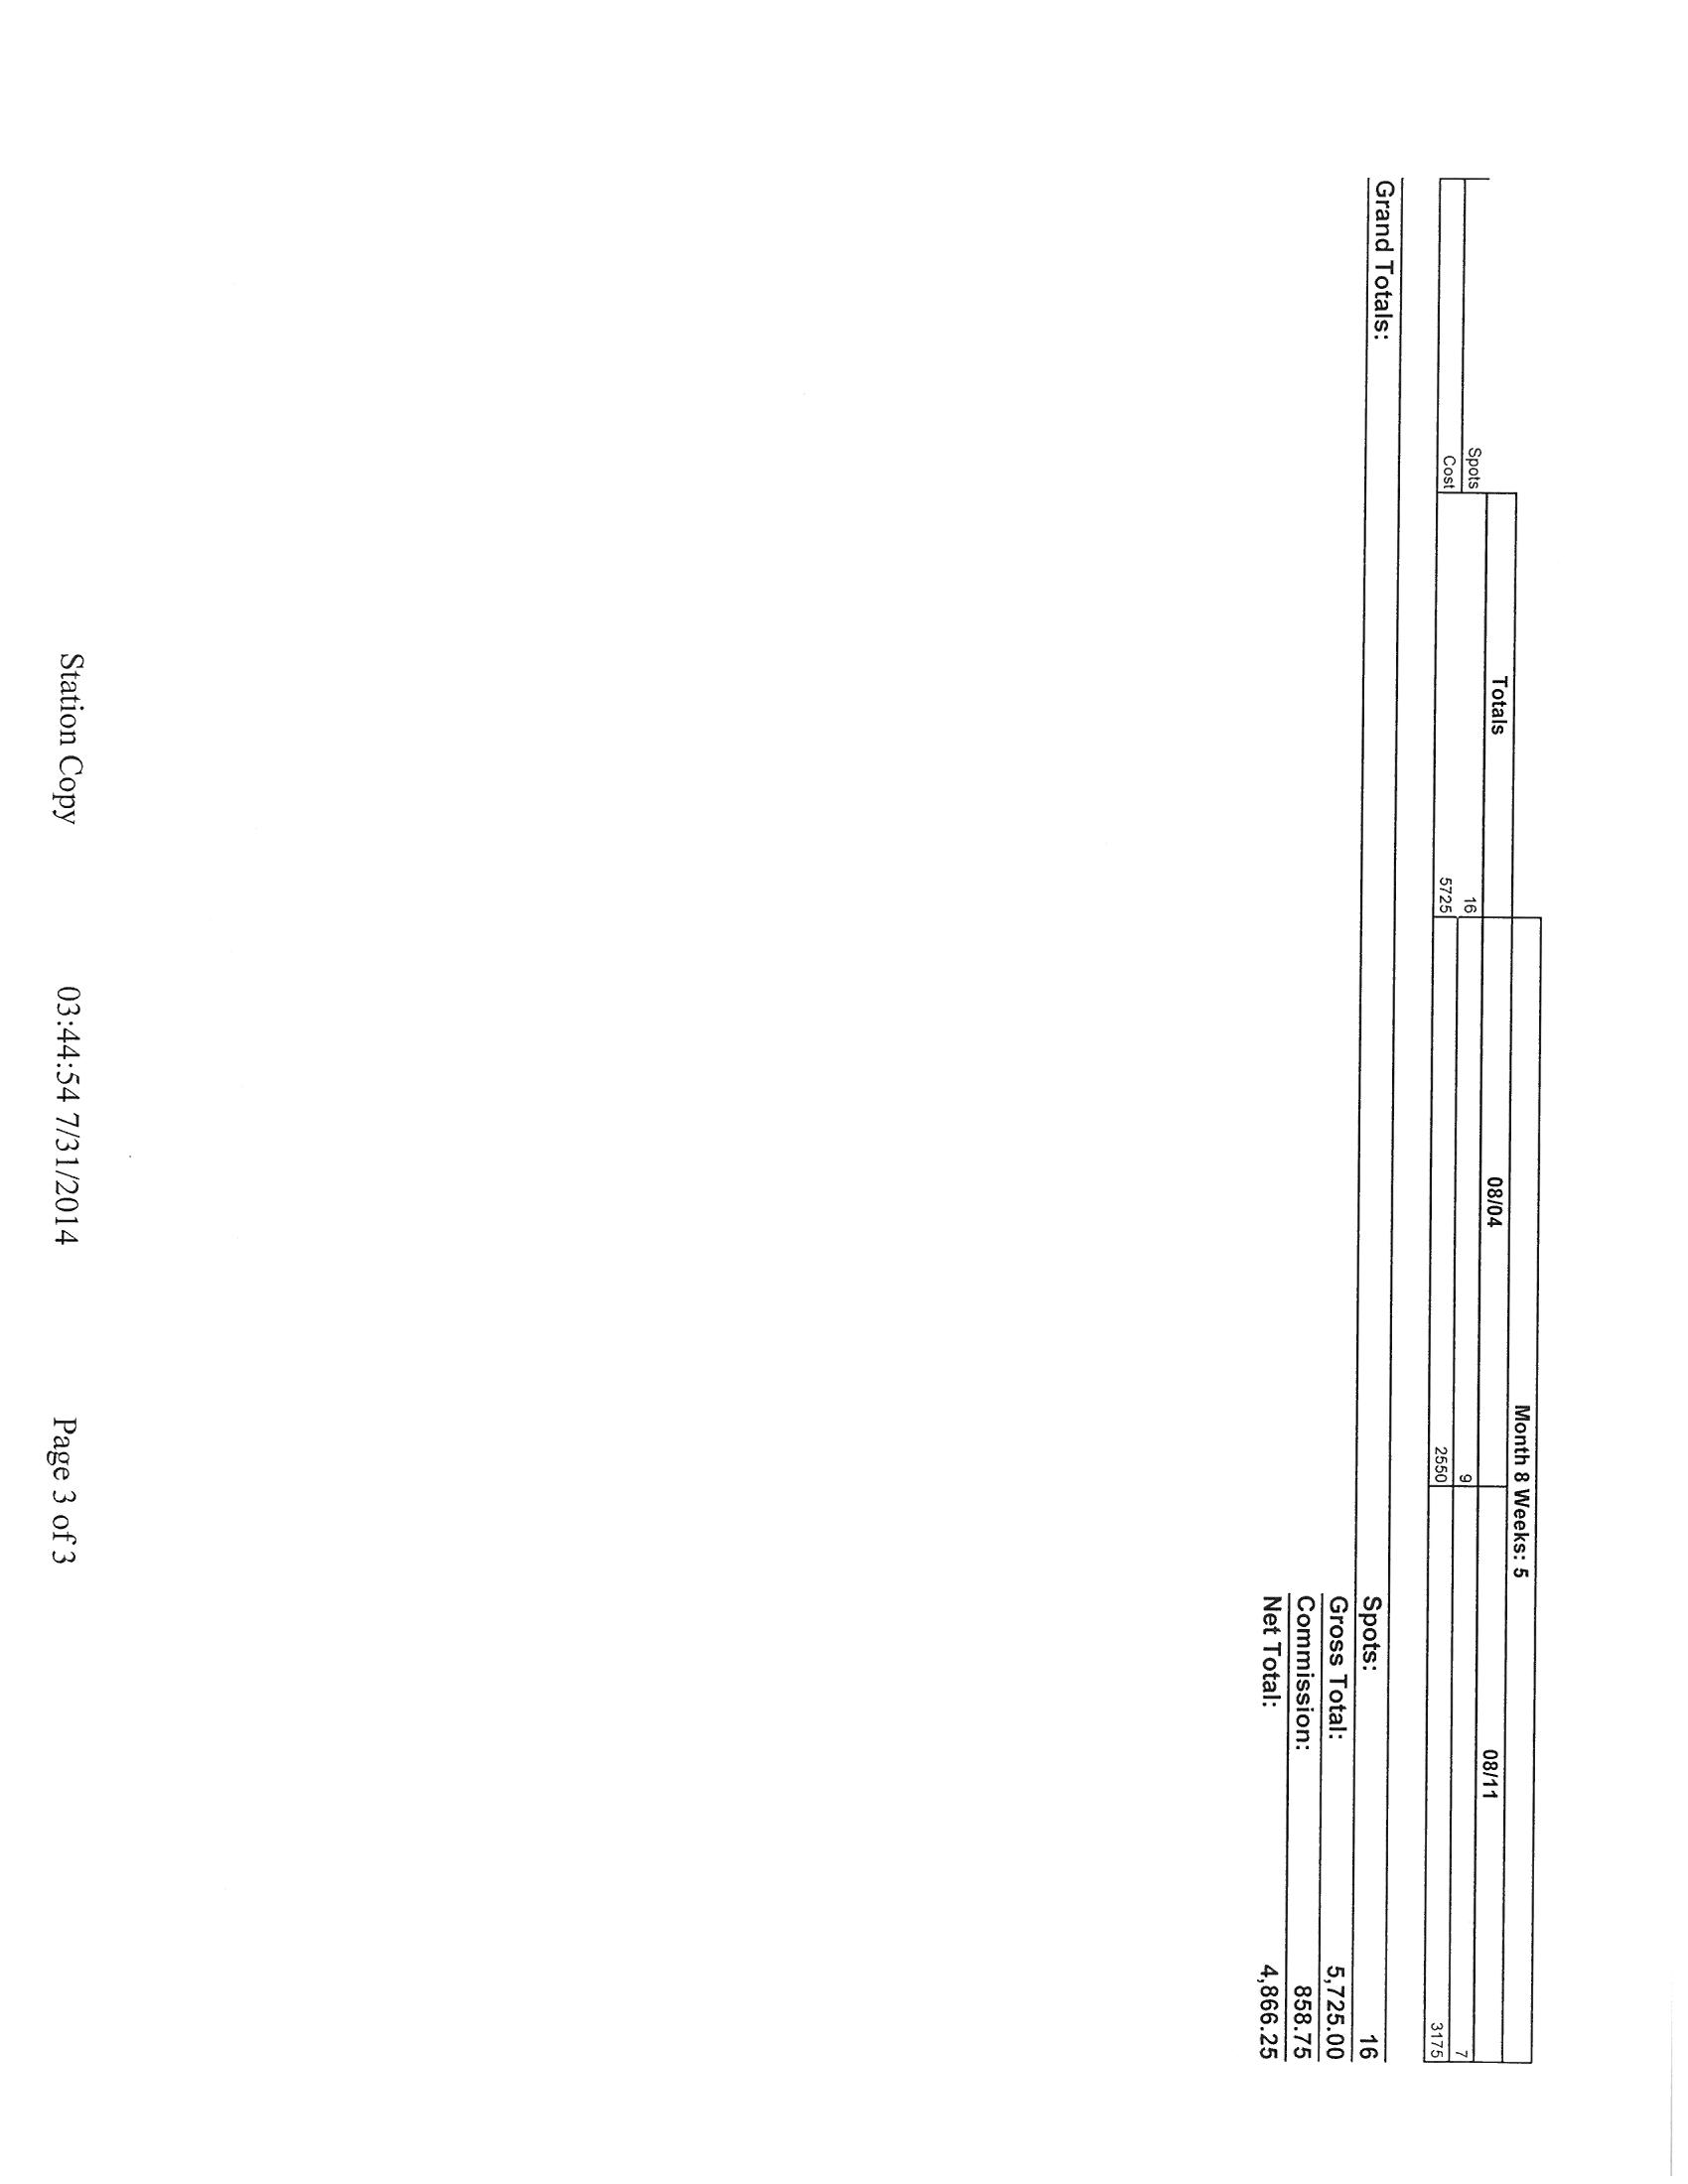 Month 8 Weeks: 5
Totals 08/04 08/11
Spots 16 9 7
Cost 5725 2550 3175
Grand Totals: Spots: 16
Gross Total: 5,725.00
Commission: 858.75
Net Total: 4,866.25
Station Copy 03:44:54 7/31/2014 Page 3 of 3